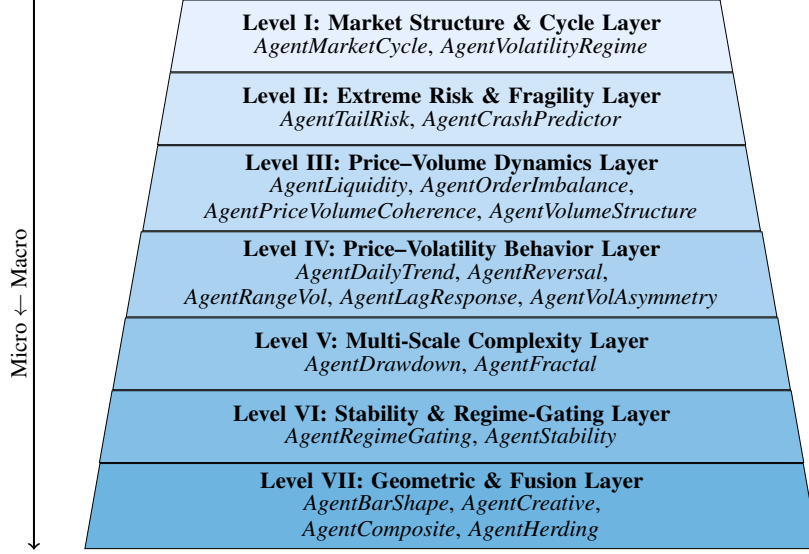 Level I: Market Structure & Cycle Layer
AgentMarketCycle, AgentVolatilityRegime
Level II: Extreme Risk & Fragility Layer
AgentTailRisk, AgentCrashPredictor
Level III: Price–Volume Dynamics Layer
AgentLiquidity, AgentOrderImbalance,
AgentPriceVolumeCoherence, AgentVolumeStructure
Level IV: Price–Volatility Behavior Layer
AgentDailyTrend, AgentReversal,
AgentRangeVol, AgentLagResponse, AgentVolAsymmetry
Level V: Multi-Scale Complexity Layer
AgentDrawdown, AgentFractal
Level VI: Stability & Regime-Gating Layer
AgentRegimeGating, AgentStability
Level VII: Geometric & Fusion Layer
AgentBarShape, AgentCreative,
AgentComposite, AgentHerding
Micro ← Macro